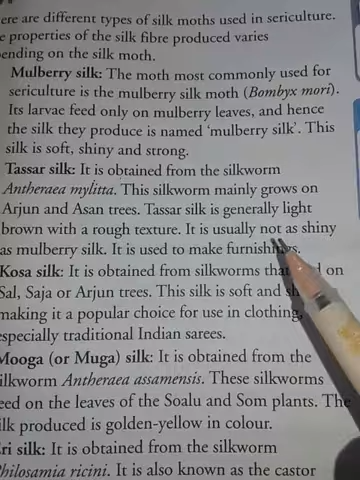 ere are different types of silk moths used in sericulture.
e properties of the silk fibre produced varies
ending on the silk moth.
Mulberry silk: The moth most commonly used for
sericulture is the mulberry silk moth (Bombyx mori).
Its larvae feed only on mulberry leaves, and hence
the silk they produce is named ‘mulberry silk’. This
silk is soft, shiny and strong.
Tassar silk: It is obtained from the silkworm
Antheraea mylitta. This silkworm mainly grows on
Arjun and Asan trees. Tassar silk is generally light
brown with a rough texture. It is usually not as shiny
as mulberry silk. It is used to make furnishings.
Kosa silk: It is obtained from silkworms that on
Sal, Saja or Arjun trees. This silk is soft and
making it a popular choice for use in clothing,
especially traditional Indian sarees.
Mooga (or Muga) silk: It is obtained from the
ilkworm Antheraea assamensis. These silkworms
eed on the leaves of the Soalu and Som plants. The
ilk produced is golden-yellow in colour.
ri silk: It is obtained from the silkworm
Philosamia ricini. It is also known as the castor